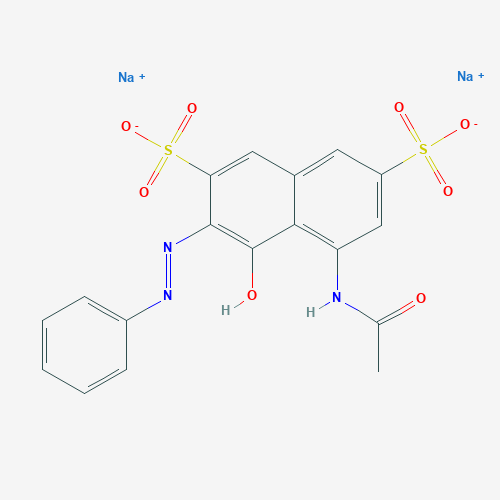 Na + Na +
O - O O O -
S S
O O
N
N H O H N O